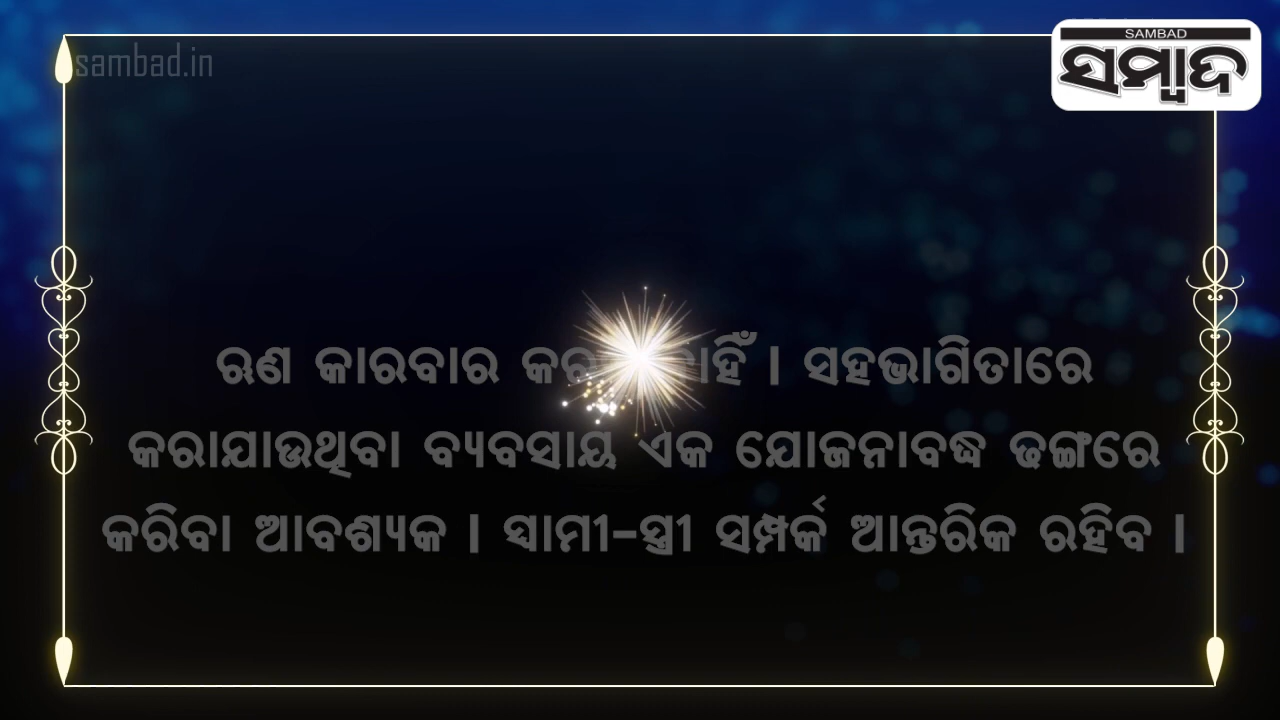 sambad.in
SAMBAD
ସମ୍ବାଦ
ଋଣ କାରବାର । ସହଭାଗିତାରେ
କରାଯାଉଥିବା ବ୍ୟବସାୟ ଏକ ଯୋଜନାବଦ୍ଧ ଢଙ୍ଗରେ
କରିବା ଆବଶ୍ୟକ । ସ୍ୱାମୀ-ସ୍ତ୍ରୀ ସମ୍ପର୍କ ଆନ୍ତରିକ ରହିବ ।